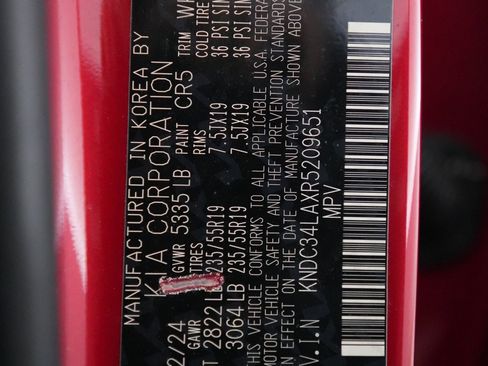 MANUFACTURED IN KOREA BY
KIA CORPORATION
2/24 GVWR 5335 LB PAINT CR5 TRIM
GAWR TIRES RIMS COLD TIRE
2822 LB 235/55R19 7.5JX19 36 PSI
3064 LB 235/55R19 7.5JX19 36 PSI
THIS VEHICLE CONFORMS TO ALL APPLICABLE U.S.A. FEDERAL
MOTOR VEHICLE SAFETY AND THEFT PREVENTION STANDARDS
IN EFFECT ON THE DATE OF MANUFACTURE SHOWN ABOVE
V.I.N KNDC34LAXR5209651
MPV